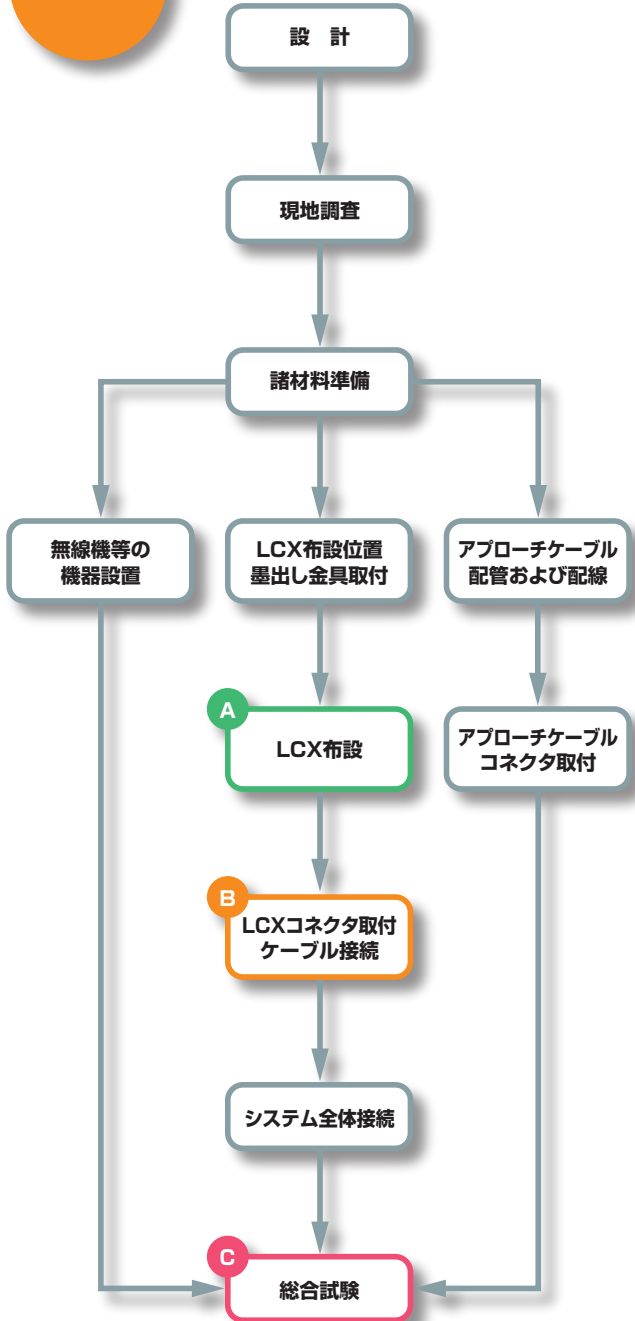 設 計
現地調査
諸材料準備
無線機等の
機器設置
LCX布設位置
墨出し金具取付
アプローチケーブル
配管および配線
A
LCX布設
アプローチケーブル
コネクタ取付
B
LCXコネクタ取付
ケーブル接続
システム全体接続
C
総合試験